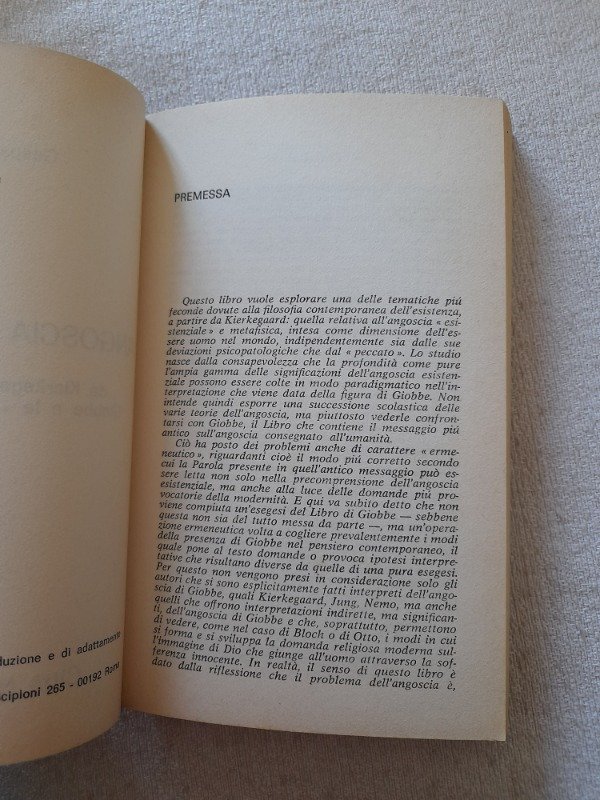 duzione e di adattamento
cipioni 265 - 00192 Roma
PREMESSA
Questo libro vuole esplorare una delle tematiche piú
feconde dovute alla filosofia contemporanea dell'esistenza,
a partire da Kierkegaard: quella relativa all'angoscia « esi-
stenziale » e metafisica, intesa come dimensione dell'es-
sere uomo nel mondo, indipendentemente sia dalle sue
deviazioni psicopatologiche che dal « peccato ». Lo studio
nasce dalla consapevolezza che la profondità come pure
l'ampia gamma delle significazioni dell'angoscia esisten-
ziale possono essere colte in modo paradigmatico nell'in-
terpretazione che viene data della figura di Giobbe. Non
intende quindi esporre una successione scolastica delle
varie teorie dell'angoscia, ma piuttosto vederle confron-
tarsi con Giobbe, il Libro che contiene il messaggio piú
antico sull'angoscia consegnato all'umanità.
Ciò ha posto dei problemi anche di carattere « erme-
neutico », riguardanti cioè il modo piú corretto secondo
cui la Parola presente in quell'antico messaggio può es-
sere letta non solo nella precomprensione dell'angoscia
esistenziale, ma anche alla luce delle domande piú pro-
vocatorie della modernità. E qui va subito detto che non
viene compiuta un'esegesi del Libro di Giobbe — sebbene
questa non sia del tutto messa da parte —, ma un'opera-
zione ermeneutica volta a cogliere prevalentemente i modi
della presenza di Giobbe nel pensiero contemporaneo, il
quale pone al testo domande o provoca ipotesi interpre-
tative che risultano diverse da quelle di una pura esegesi.
Per questo non vengono presi in considerazione solo gli
autori che si sono esplicitamente fatti interpreti dell'ango-
scia di Giobbe, quali Kierkegaard, Jung, Nemo, ma anche
quelli che offrono interpretazioni indirette, ma significan-
ti, dell'angoscia di Giobbe e che, soprattutto, permettono
di vedere, come nel caso di Bloch o di Otto, i modi in cui
si forma e si sviluppa la domanda religiosa moderna sul-
l'immagine di Dio che giunge all'uomo attraverso la sof-
ferenza innocente. In realtà, il senso di questo libro è
dato dalla riflessione che il problema dell'angoscia è,